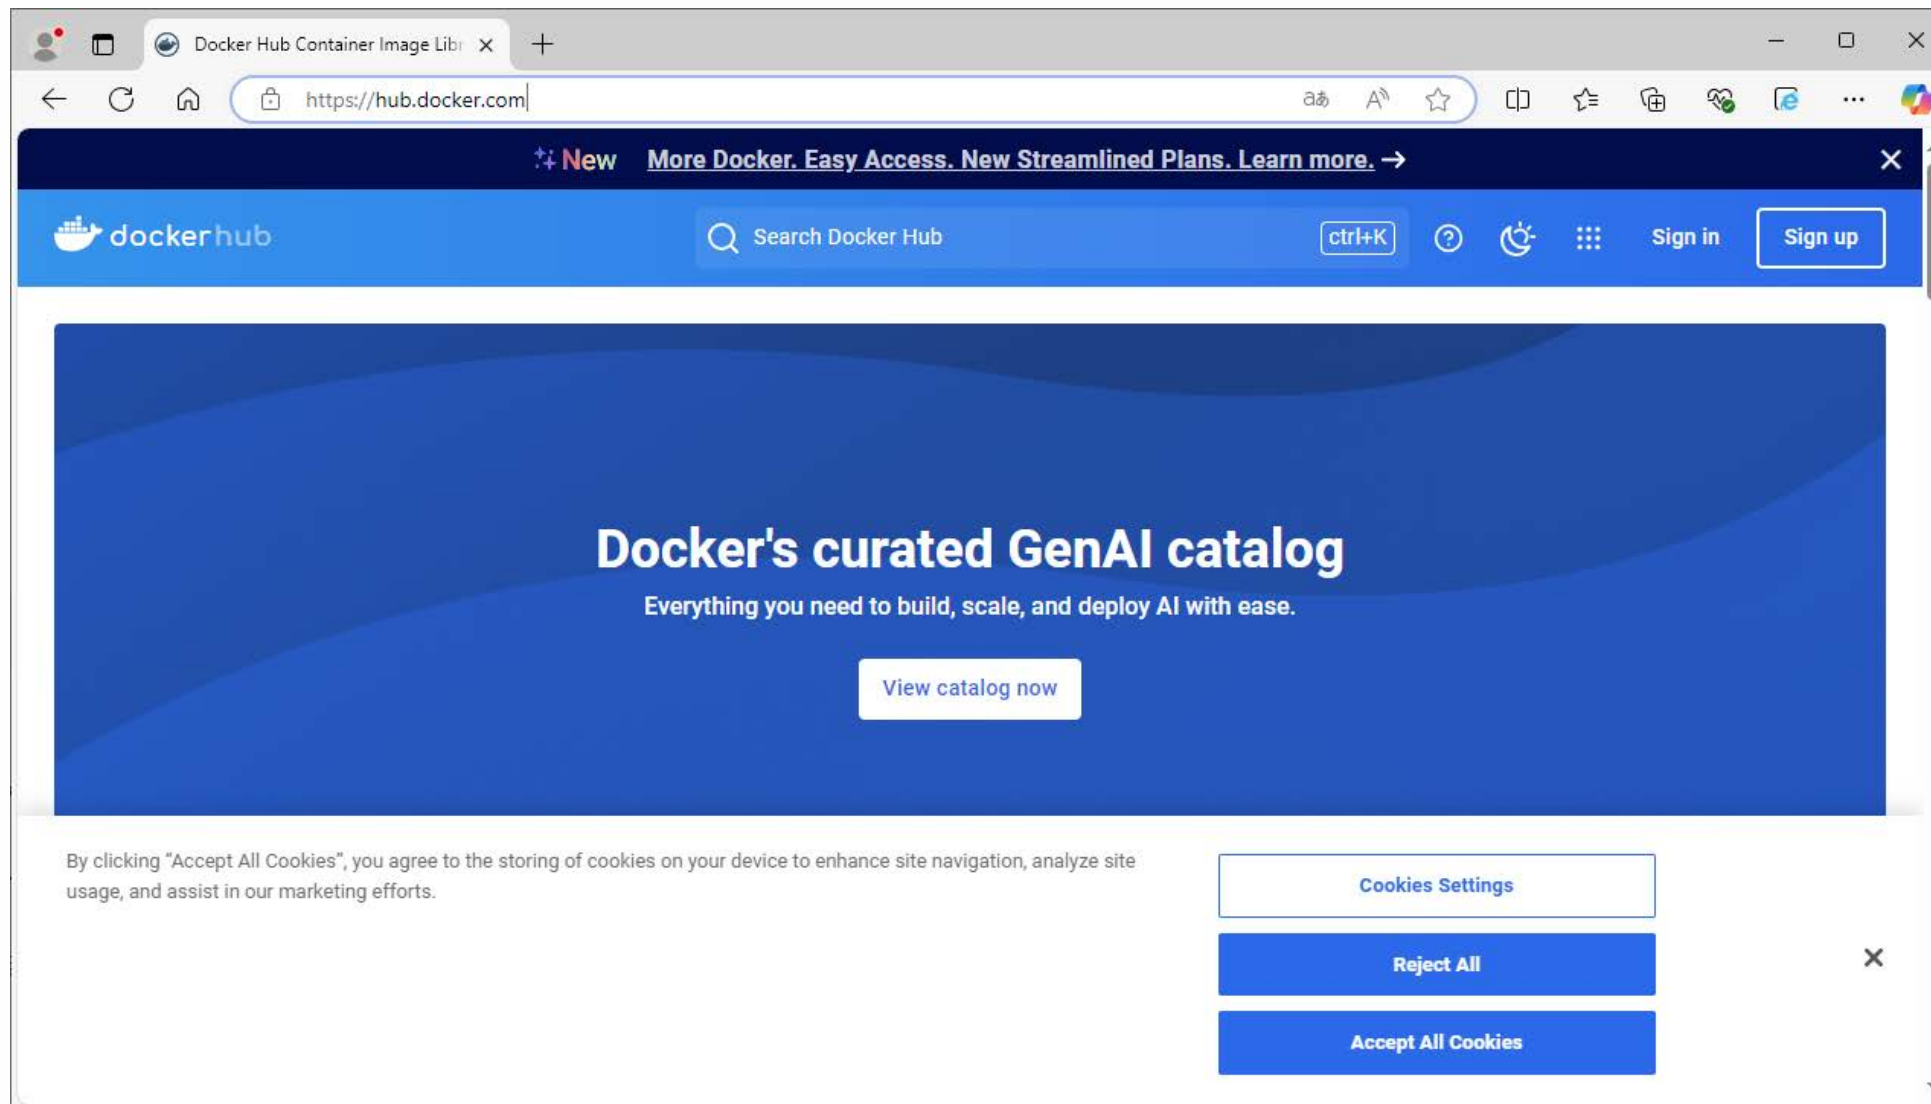 Docker Hub Container Image Libr
https://hub.docker.com
New More Docker. Easy Access. New Streamlined Plans. Learn more. →
dockerhub
Search Docker Hub
ctrl+K
Sign in
Sign up
Docker's curated GenAI catalog
Everything you need to build, scale, and deploy AI with ease.
View catalog now
By clicking “Accept All Cookies”, you agree to the storing of cookies on your device to enhance site navigation, analyze site
usage, and assist in our marketing efforts.
Cookies Settings
Reject All
Accept All Cookies